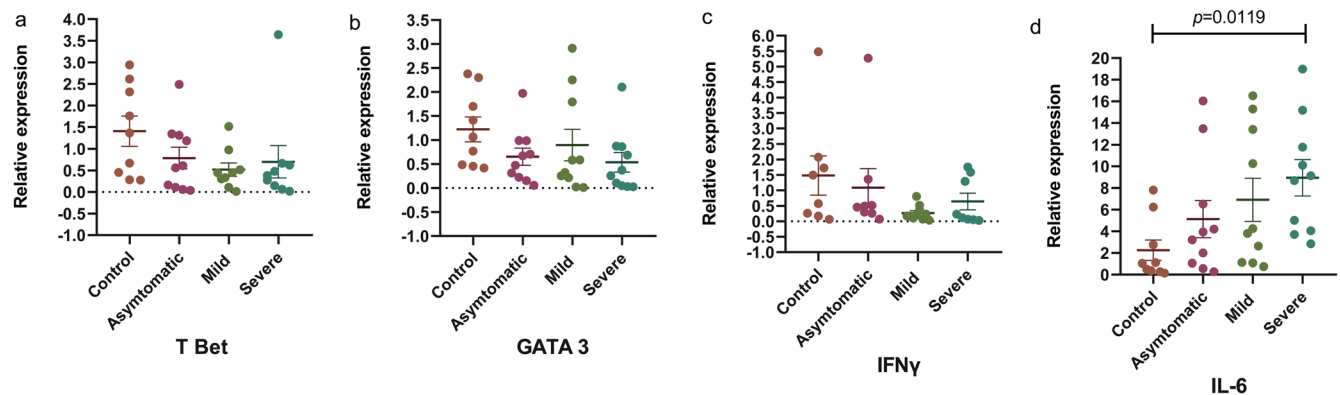 a
Relative expression
4.0
3.5
3.0
2.5
2.0
1.5
1.0
0.5
0.0
-0.5
-1.0
Control
Asymtomatic
Mild
Severe
T Bet
b
Relative expression
3.5
3.0
2.5
2.0
1.5
1.0
0.5
0.0
-0.5
-1.0
Control
Asymtomatic
Mild
Severe
GATA 3
c
Relative expression
6.0
5.5
5.0
4.5
4.0
3.5
3.0
2.5
2.0
1.5
1.0
0.5
0.0
-0.5
-1.0
Control
Asymtomatic
Mild
Severe
IFNγ
d
p=0.0119
Relative expression
20
18
16
14
12
10
8
6
4
2
0
Control
Asymtomatic
Mild
Severe
IL-6